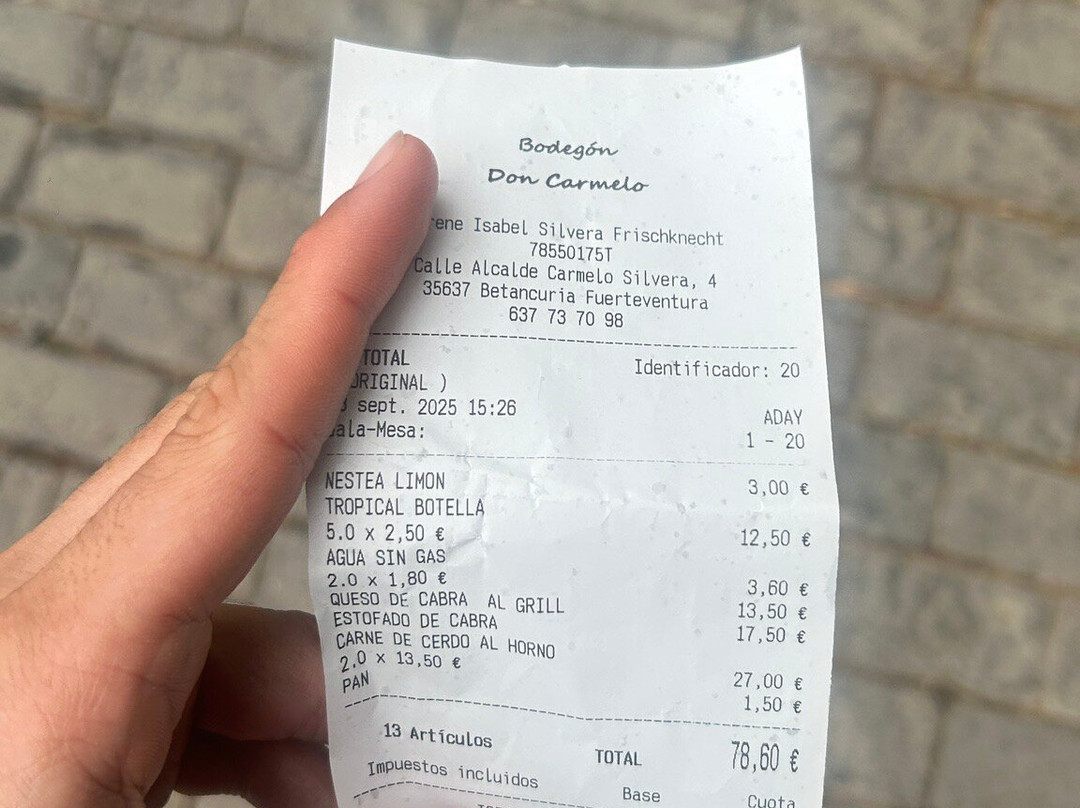 Bodegón
Don Carmelo
Isabel Silvera Frischknecht
78550175T
Calle Alcalde Carmelo Silvera, 4
35637 Betancuria Fuerteventura
637 73 70 98
TOTAL Identificador: 20
ORIGINAL )
sept. 2025 15:26 ADAY
Sala-Mesa: 1 - 20
NESTEA LIMON 3,00 €
TROPICAL BOTELLA
5.0 x 2,50 € 12,50 €
AGUA SIN GAS
2.0 x 1,80 € 3,60 €
QUESO DE CABRA AL GRILL 13,50 €
ESTOFADO DE CABRA 17,50 €
CARNE DE CERDO AL HORNO
2.0 x 13,50 € 27,00 €
PAN 1,50 €
13 Artículos TOTAL 78,60 €
Impuestos incluidos Base Cuota